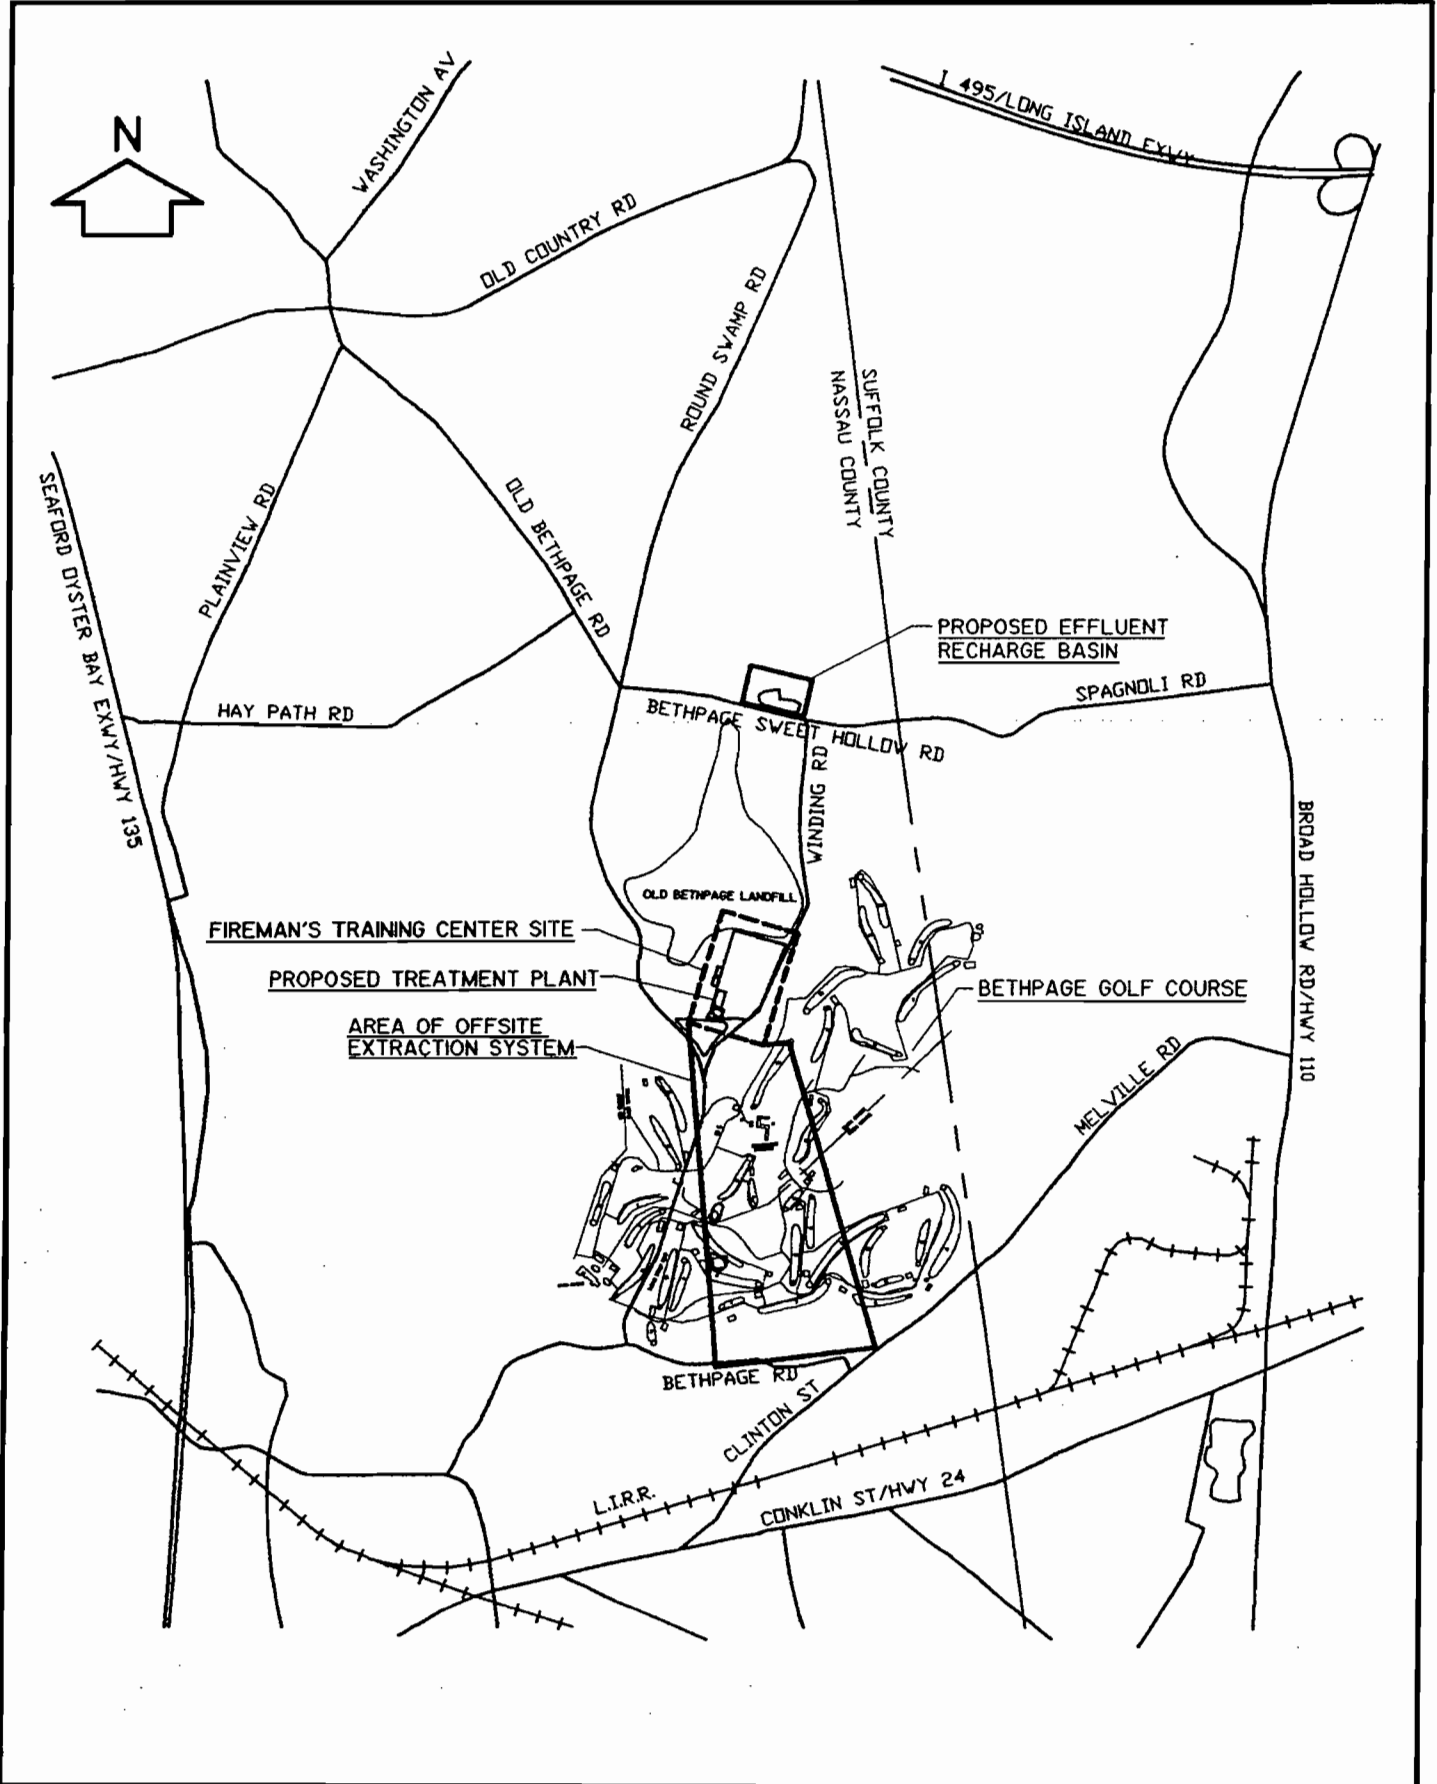 N
WASHINGTON AV
I 495/LONG ISLAND EXWY
OLD COUNTRY RD
ROUND SWAMP RD
SUFFOLK COUNTY
NASSAU COUNTY
SEAFORD OYSTER BAY EXWY/HWY 135
PLAINVIEW RD
OLD BETHPAGE RD
PROPOSED EFFLUENT
RECHARGE BASIN
SPAGNOLI RD
HAY PATH RD
BETHPAGE SWEET HOLLOW RD
WINDING RD
BROAD HOLLOW RD/HWY 110
OLD BETHPAGE LANDFILL
FIREMAN'S TRAINING CENTER SITE
PROPOSED TREATMENT PLANT
BETHPAGE GOLF COURSE
AREA OF OFFSITE
EXTRACTION SYSTEM
MELVILLE RD
BETHPAGE RD
CLINTON ST
L.I.R.R.
CONKLIN ST/HWY 24